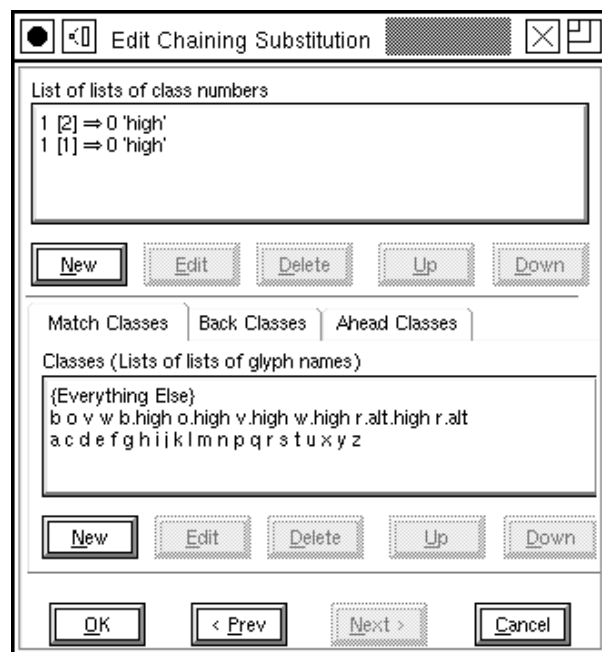 Edit Chaining Substitution
List of lists of class numbers
1 [2] ⇒ 0 'high'
1 [1] ⇒ 0 'high'
New Edit Delete Up Down
Match Classes Back Classes Ahead Classes
Classes (Lists of lists of glyph names)
{Everything Else}
b o v w b.high o.high v.high w.high r.alt.high r.alt
a c d e f g h i j k l m n p q r s t u x y z
New Edit Delete Up Down
OK < Prev Next > Cancel